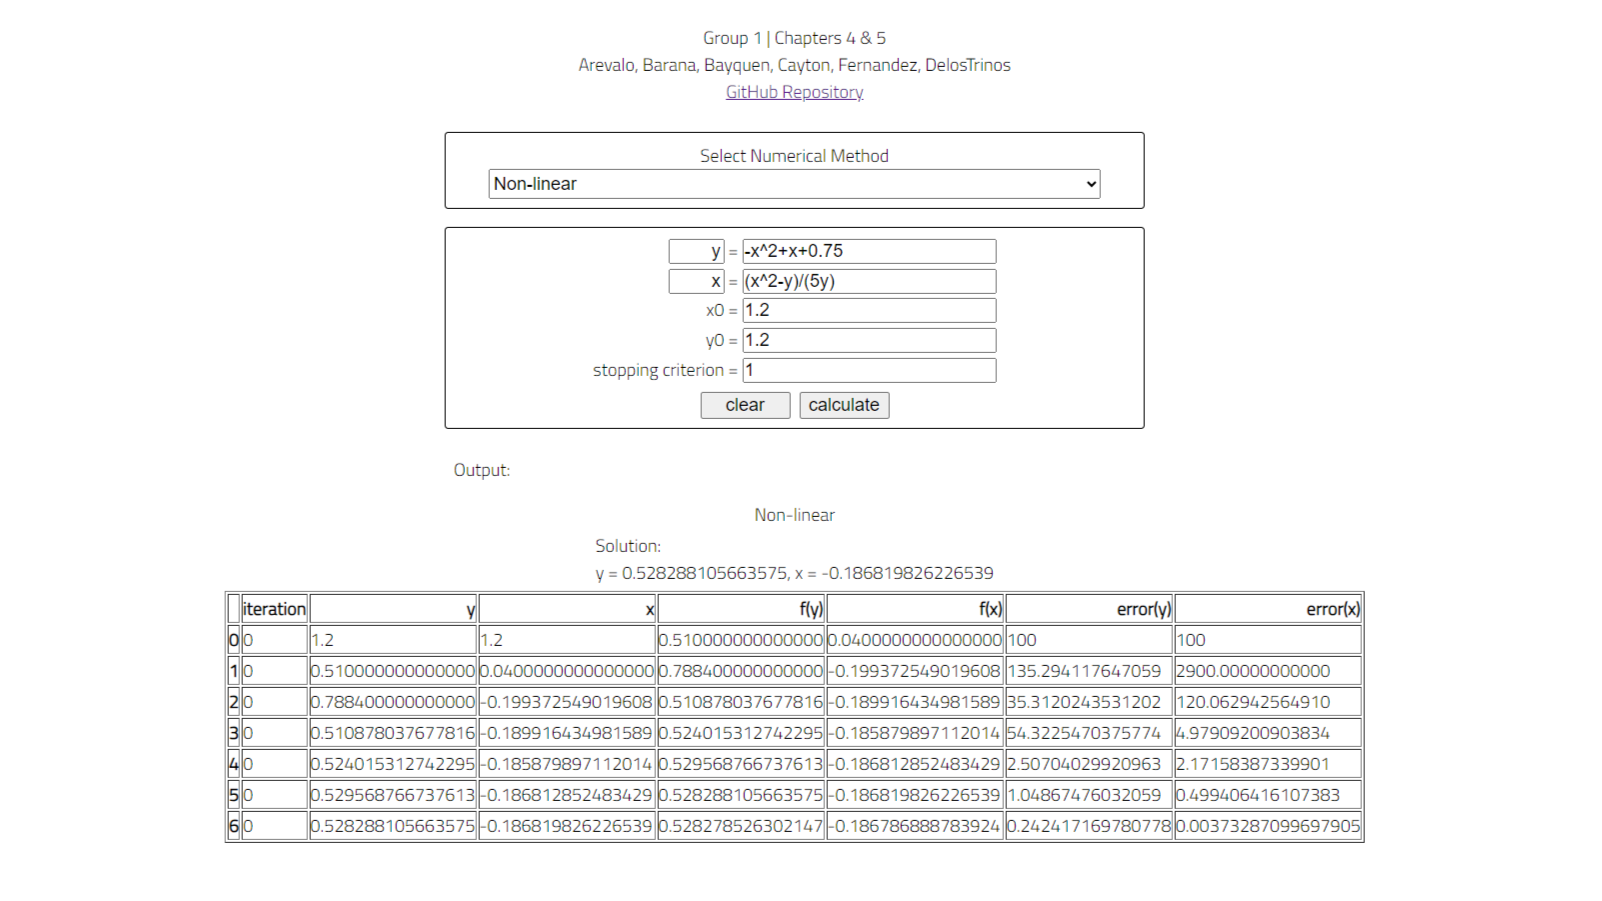 Group 1 | Chapters 4 & 5
Arevalo, Barana, Bayquen, Cayton, Fernandez, DelosTrinos
GitHub Repository
Select Numerical Method
Non-linear
y = -x^2+x+0.75
x = (x^2-y)/(5y)
x0 = 1.2
y0 = 1.2
stopping criterion = 1
clear calculate
Output:
Non-linear
Solution:
y = 0.528288105663575, x = -0.186819826226539
iteration y x f(y) f(x) error(y) error(x)
0 0 1.2 1.2 0.510000000000000 0.0400000000000000 100 100
1 0 0.510000000000000 0.0400000000000000 0.788400000000000 -0.199372549019608 135.294117647059 2900.00000000000
2 0 0.788400000000000 -0.199372549019608 0.510878037677816 -0.189916434981589 35.3120243531202 120.062942564910
3 0 0.510878037677816 -0.189916434981589 0.524015312742295 -0.185879897112014 54.3225470375774 4.97909200903834
4 0 0.524015312742295 -0.185879897112014 0.529568766737613 -0.186812852483429 2.50704029920963 2.17158387339901
5 0 0.529568766737613 -0.186812852483429 0.528288105663575 -0.186819826226539 1.04867476032059 0.499406416107383
6 0 0.528288105663575 -0.186819826226539 0.528278526302147 -0.186786888783924 0.242417169780778 0.00373287099697905